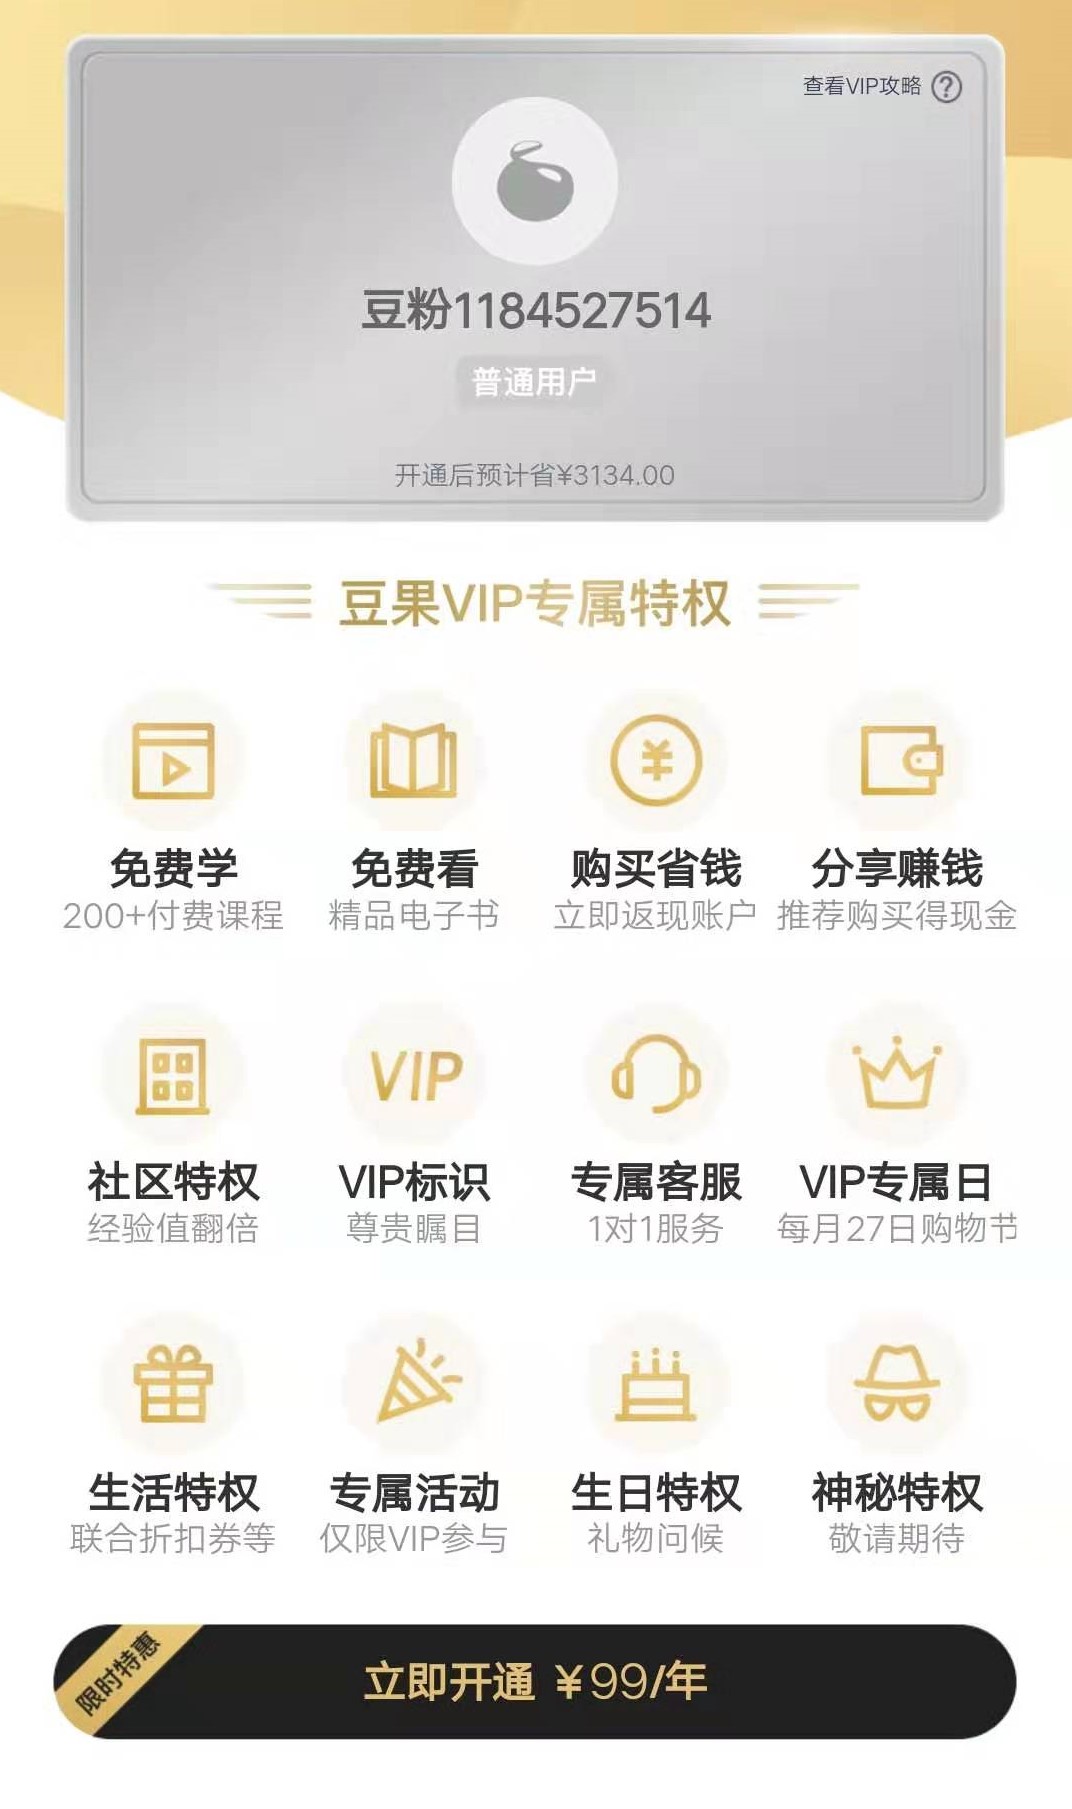 查看VIP攻略 ?
豆粉1184527514
普通用户
开通后预计省¥3134.00
豆果VIP专属特权
免费学 免费看 购买省钱 分享赚钱
200+付费课程 精品电子书 立即返现账户 推荐购买得现金
VIP
社区特权 VIP标识 专属客服 VIP专属日
经验值翻倍 尊贵瞩目 1对1服务 每月27日购物节
生活特权 专属活动 生日特权 神秘特权
联合折扣券等 仅限VIP参与 礼物问候 敬请期待
限时特惠
立即开通 ¥99/年